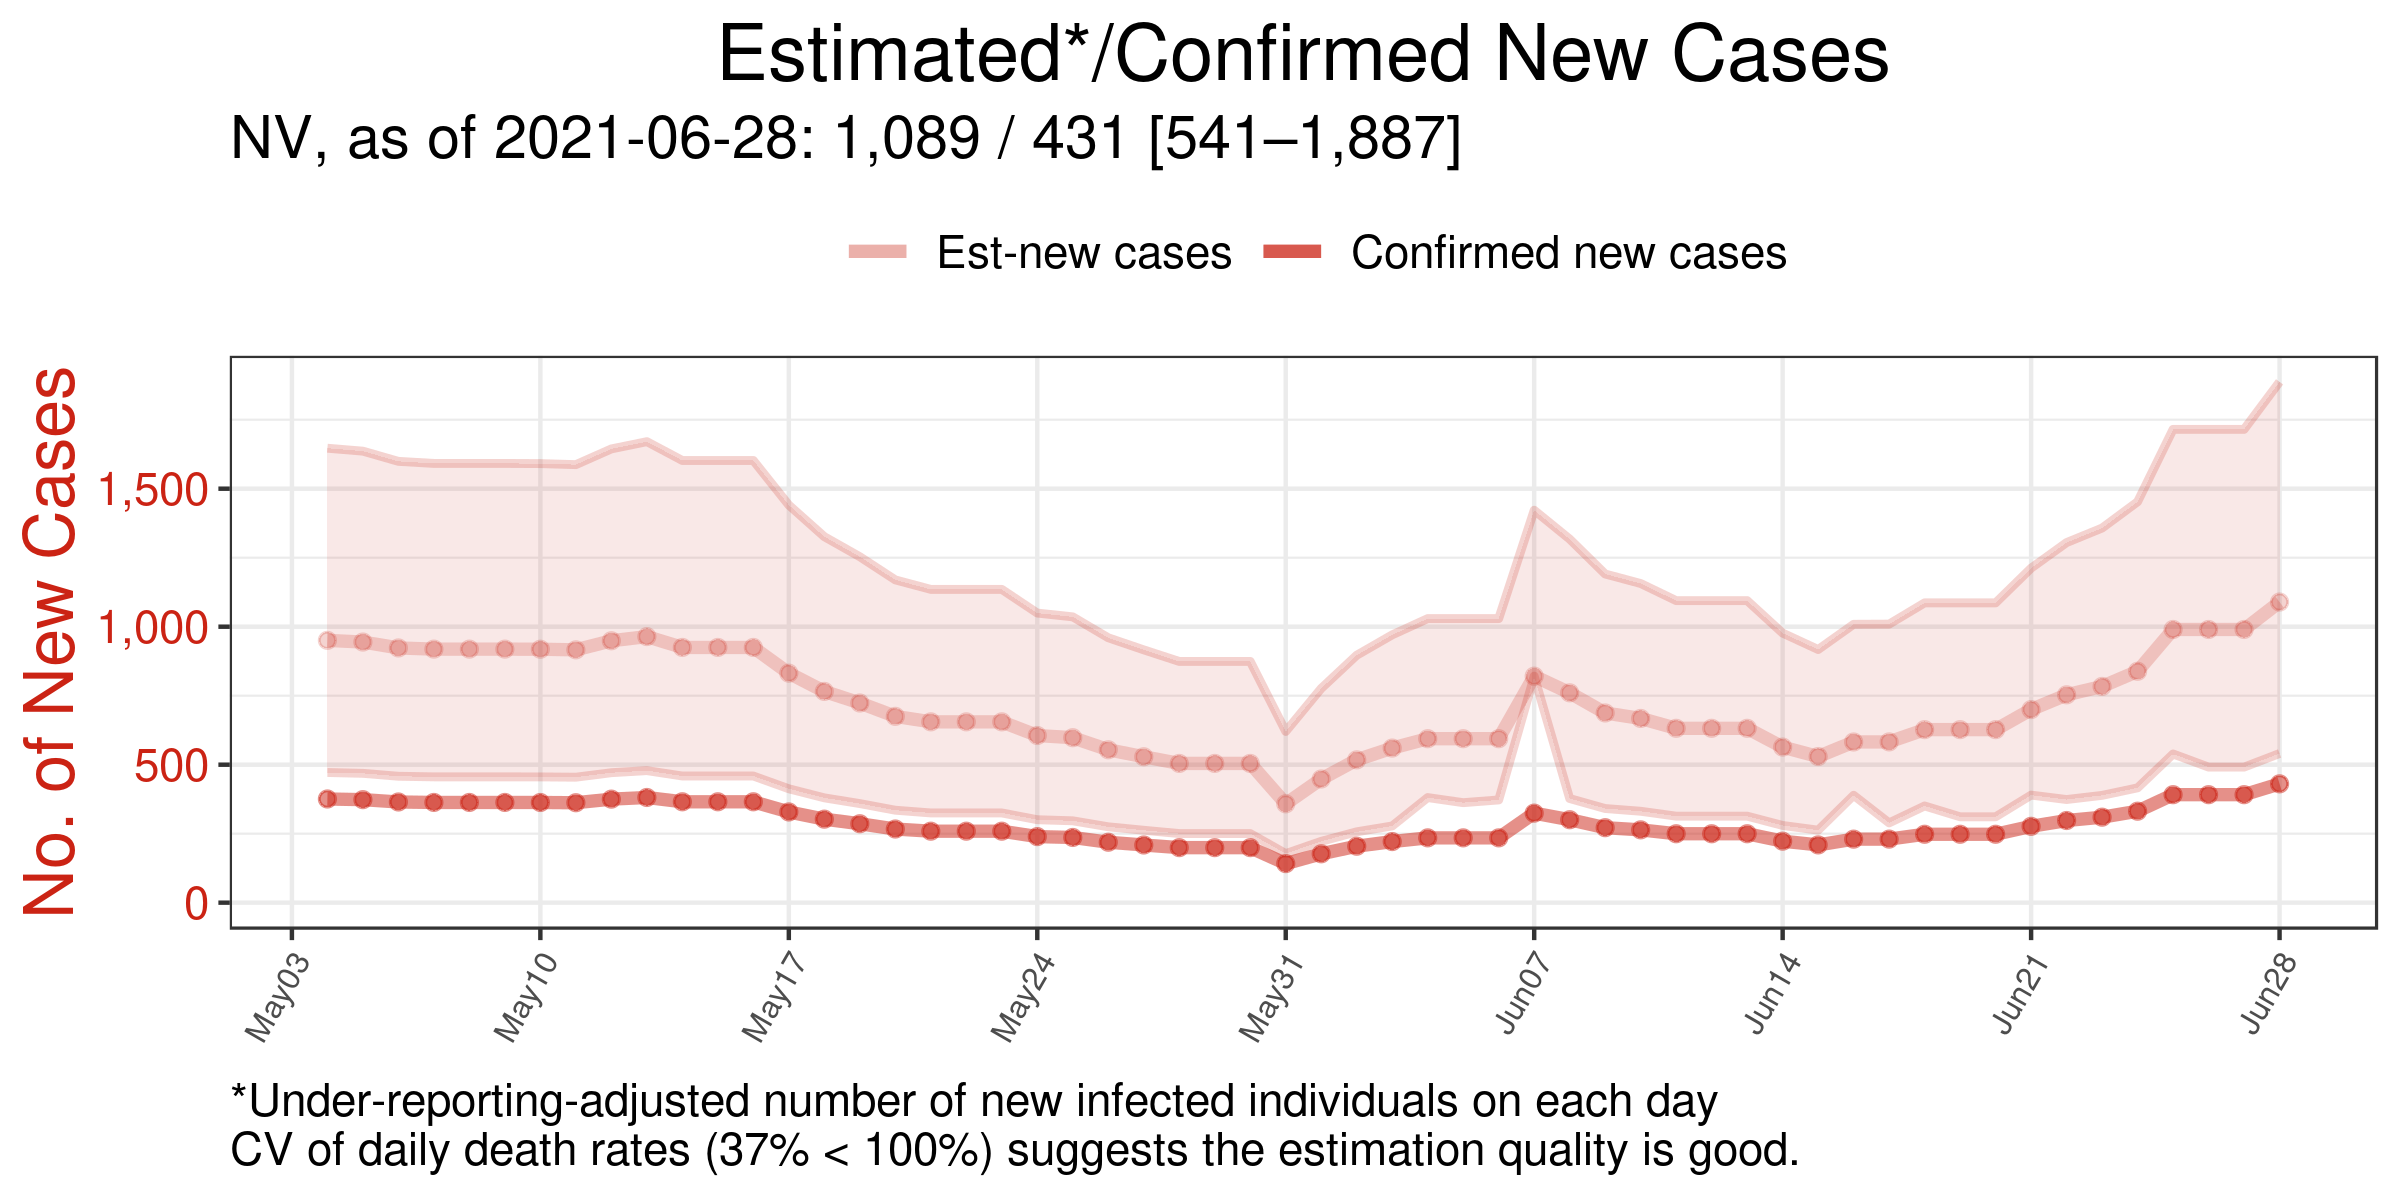 Estimated*/Confirmed New Cases
NV, as of 2021-06-28: 1,089 / 431 [541–1,887]
Est-new cases
Confirmed new cases
No. of New Cases
1,500
1,000
500
0
May03
May10
May17
May24
May31
Jun07
Jun14
Jun21
Jun28
*Under-reporting-adjusted number of new infected individuals on each day
CV of daily death rates (37% < 100%) suggests the estimation quality is good.